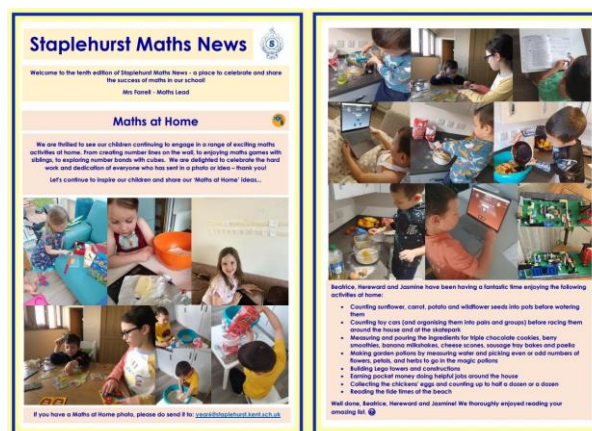 Staplehurst Maths News
Welcome to the tenth edition of Staplehurst Maths News - a place to celebrate and share
the success of maths in our school!
Mrs Farrell - Maths Lead
Maths at Home
We are thrilled to see our children continuing to engage in a range of exciting maths
activities at home. From creating number lines on the wall, to enjoying maths games with
siblings, to exploring number bonds with cubes. We are delighted to celebrate the hard
work and dedication of everyone who has sent in a photo or idea – thank you!
Let's continue to inspire our children and share our 'Maths at Home' ideas...
If you have a Maths at Home photo, please do send it to:
Beatrice, Hereward and Jasmine have been having a fantastic time enjoying the following
activities at home:
• Counting sunflower, carrot, potato and wildflower seeds into pots before watering
them
• Counting toy cars (and organising them into pairs and groups) before racing them
around the house and at the skatepark
• Measuring and pouring the ingredients for triple chocolate cookies, berry
smoothies, banana milkshakes, cheese scones, sausage tray bakes and paella
• Making garden potions by measuring water and picking even or odd numbers of
flowers, petals, and herbs to go in the magic potions
• Building Lego towers and constructions
• Earning pocket money doing helpful jobs around the house
• Collecting the chickens' eggs and counting up to half a dozen or a dozen
• Reading the tide times at the beach
Well done, Beatrice, Hereward and Jasmine! We thoroughly enjoyed reading your
amazing list.